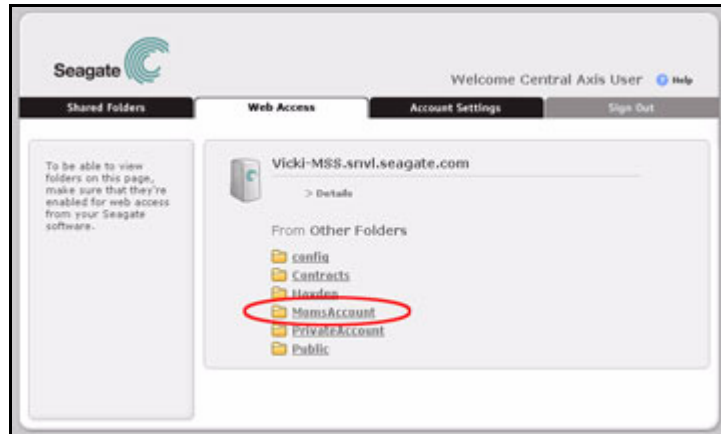 Seagate
Welcome Central Axis User
Help
Shared Folders
Web Access
Account Settings
Sign Out
To be able to view
folders on this page,
make sure that they're
enabled for web access
from your Seagate
software.
Vicki-MSS.snvl.seagate.com
> Details
From Other Folders
config
Contracts
MomsAccount
PrivateAccount
Public